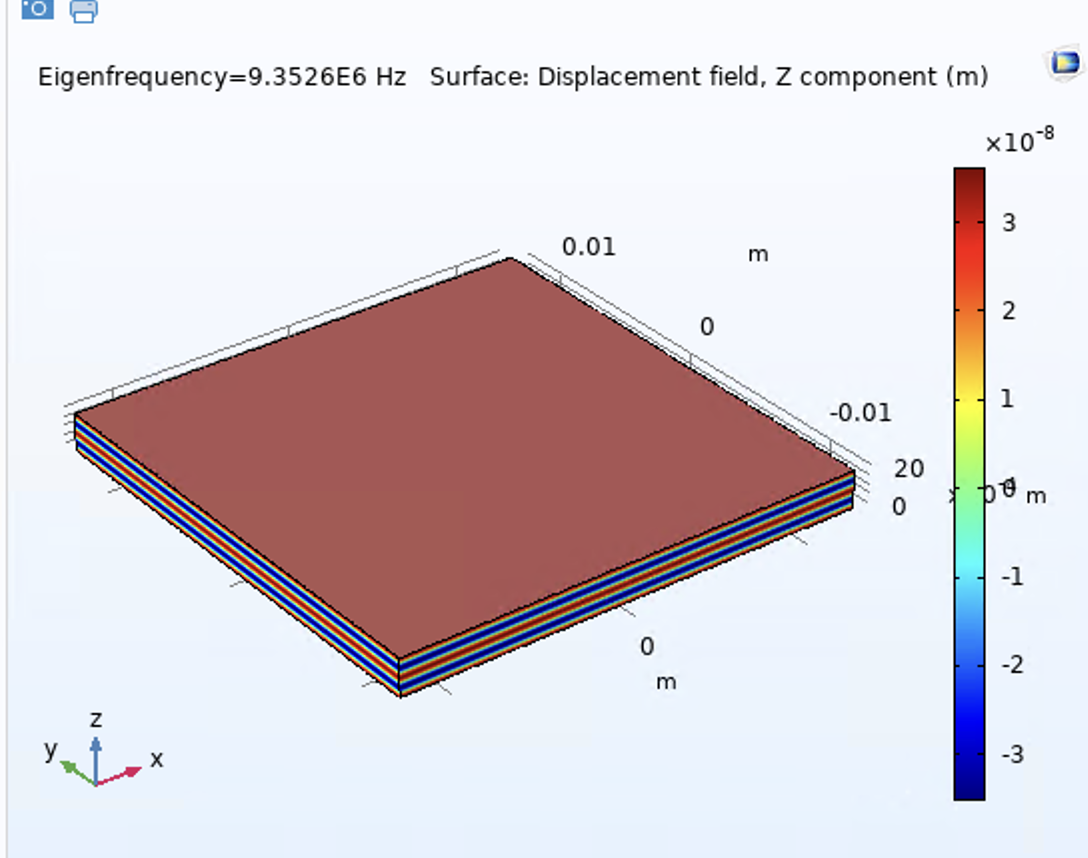 Eigenfrequency=9.3526E6 Hz   Surface: Displacement field, Z component (m)
×10⁻⁸
0.01
m
3
0
2
1
-0.01
20
0
m
0
-1
0
-2
m
z
-3
y
x